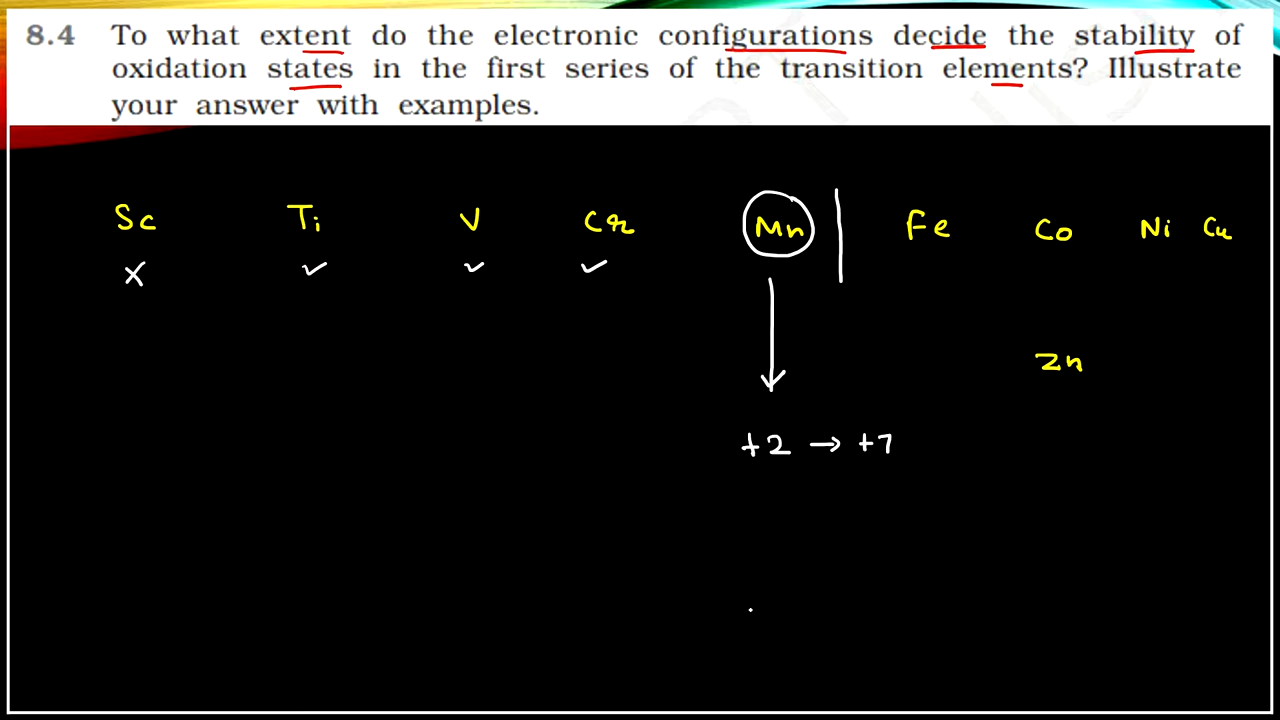 8.4 To what extent do the electronic configurations decide the stability of
oxidation states in the first series of the transition elements? Illustrate
your answer with examples.
Sc Ti V Cr Mn Fe Co Ni Cu
X ✓ ✓ ✓
Zn
+2 → +7